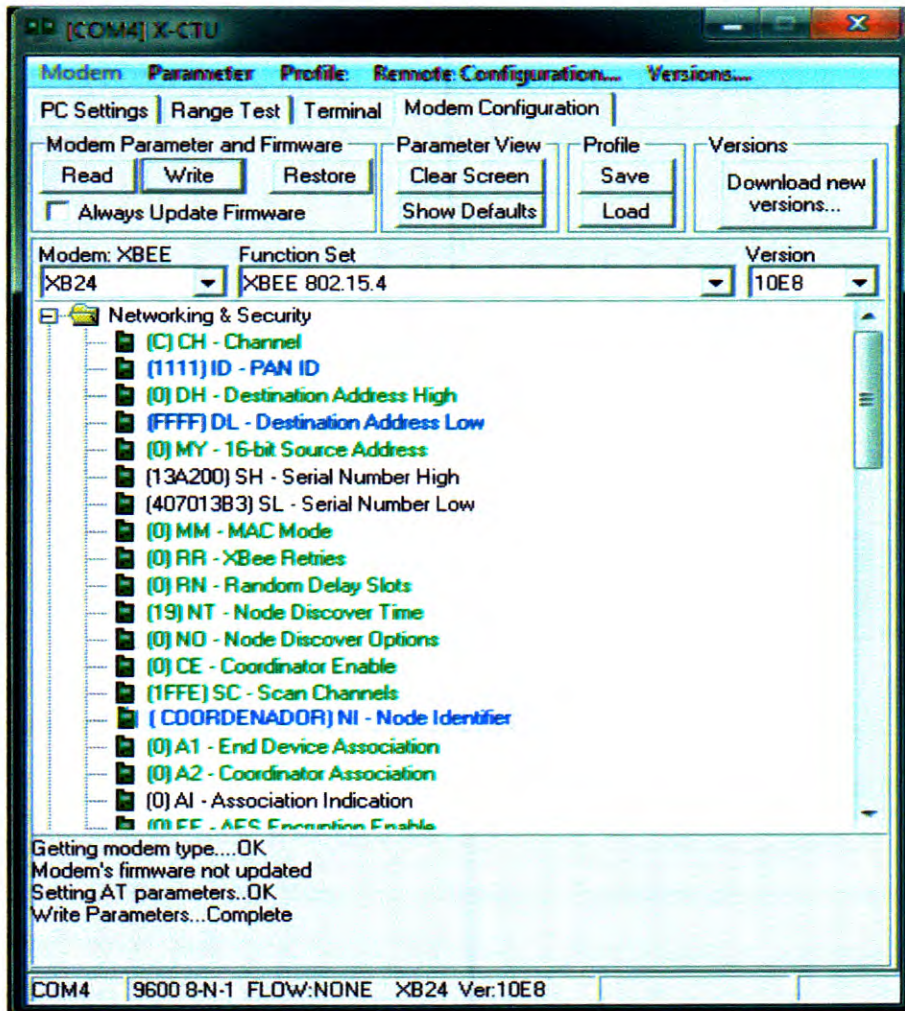 [COM4] X-CTU
Modem Parameter Profile Remote Configuration... Versions...
PC Settings Range Test Terminal Modem Configuration
Modem Parameter and Firmware Parameter View Profile Versions
Read Write Restore Clear Screen Save Download new versions...
Always Update Firmware Show Defaults Load
Modem: XBEE Function Set Version
XB24 XBEE 802.15.4 10E8
Networking & Security
(C) CH - Channel
(1111) ID - PAN ID
(0) DH - Destination Address High
(FFFF) DL - Destination Address Low
(0) MY - 16-bit Source Address
(13A200) SH - Serial Number High
(407013B3) SL - Serial Number Low
(0) MM - MAC Mode
(0) RR - XBee Retries
(0) RN - Random Delay Slots
(19) NT - Node Discover Time
(0) NO - Node Discover Options
(0) CE - Coordinator Enable
(1FFE) SC - Scan Channels
( COORDENADOR) NI - Node Identifier
(0) A1 - End Device Association
(0) A2 - Coordinator Association
(0) AI - Association Indication
(0) EE - AES Encryption Enable
Getting modem type....OK
Modem's firmware not updated
Setting AT parameters..OK
Write Parameters...Complete
COM4 9600 8-N-1 FLOW:NONE XB24 Ver:10E8